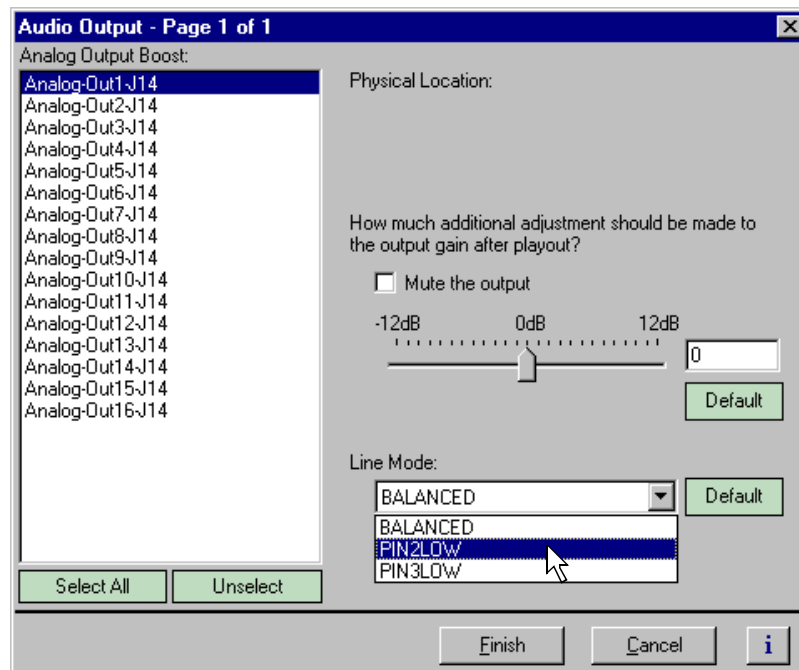 Audio Output - Page 1 of 1
Analog Output Boost:
Analog-Out1-J14
Analog-Out2-J14
Analog-Out3-J14
Analog-Out4-J14
Analog-Out5-J14
Analog-Out6-J14
Analog-Out7-J14
Analog-Out8-J14
Analog-Out9-J14
Analog-Out10-J14
Analog-Out11-J14
Analog-Out12-J14
Analog-Out13-J14
Analog-Out14-J14
Analog-Out15-J14
Analog-Out16-J14
Select All
Unselect
Physical Location:
How much additional adjustment should be made to
the output gain after playout?
Mute the output
-12dB 0dB 12dB
0
Default
Line Mode:
BALANCED
Default
BALANCED
PIN2LOW
PIN3LOW
Finish
Cancel
i